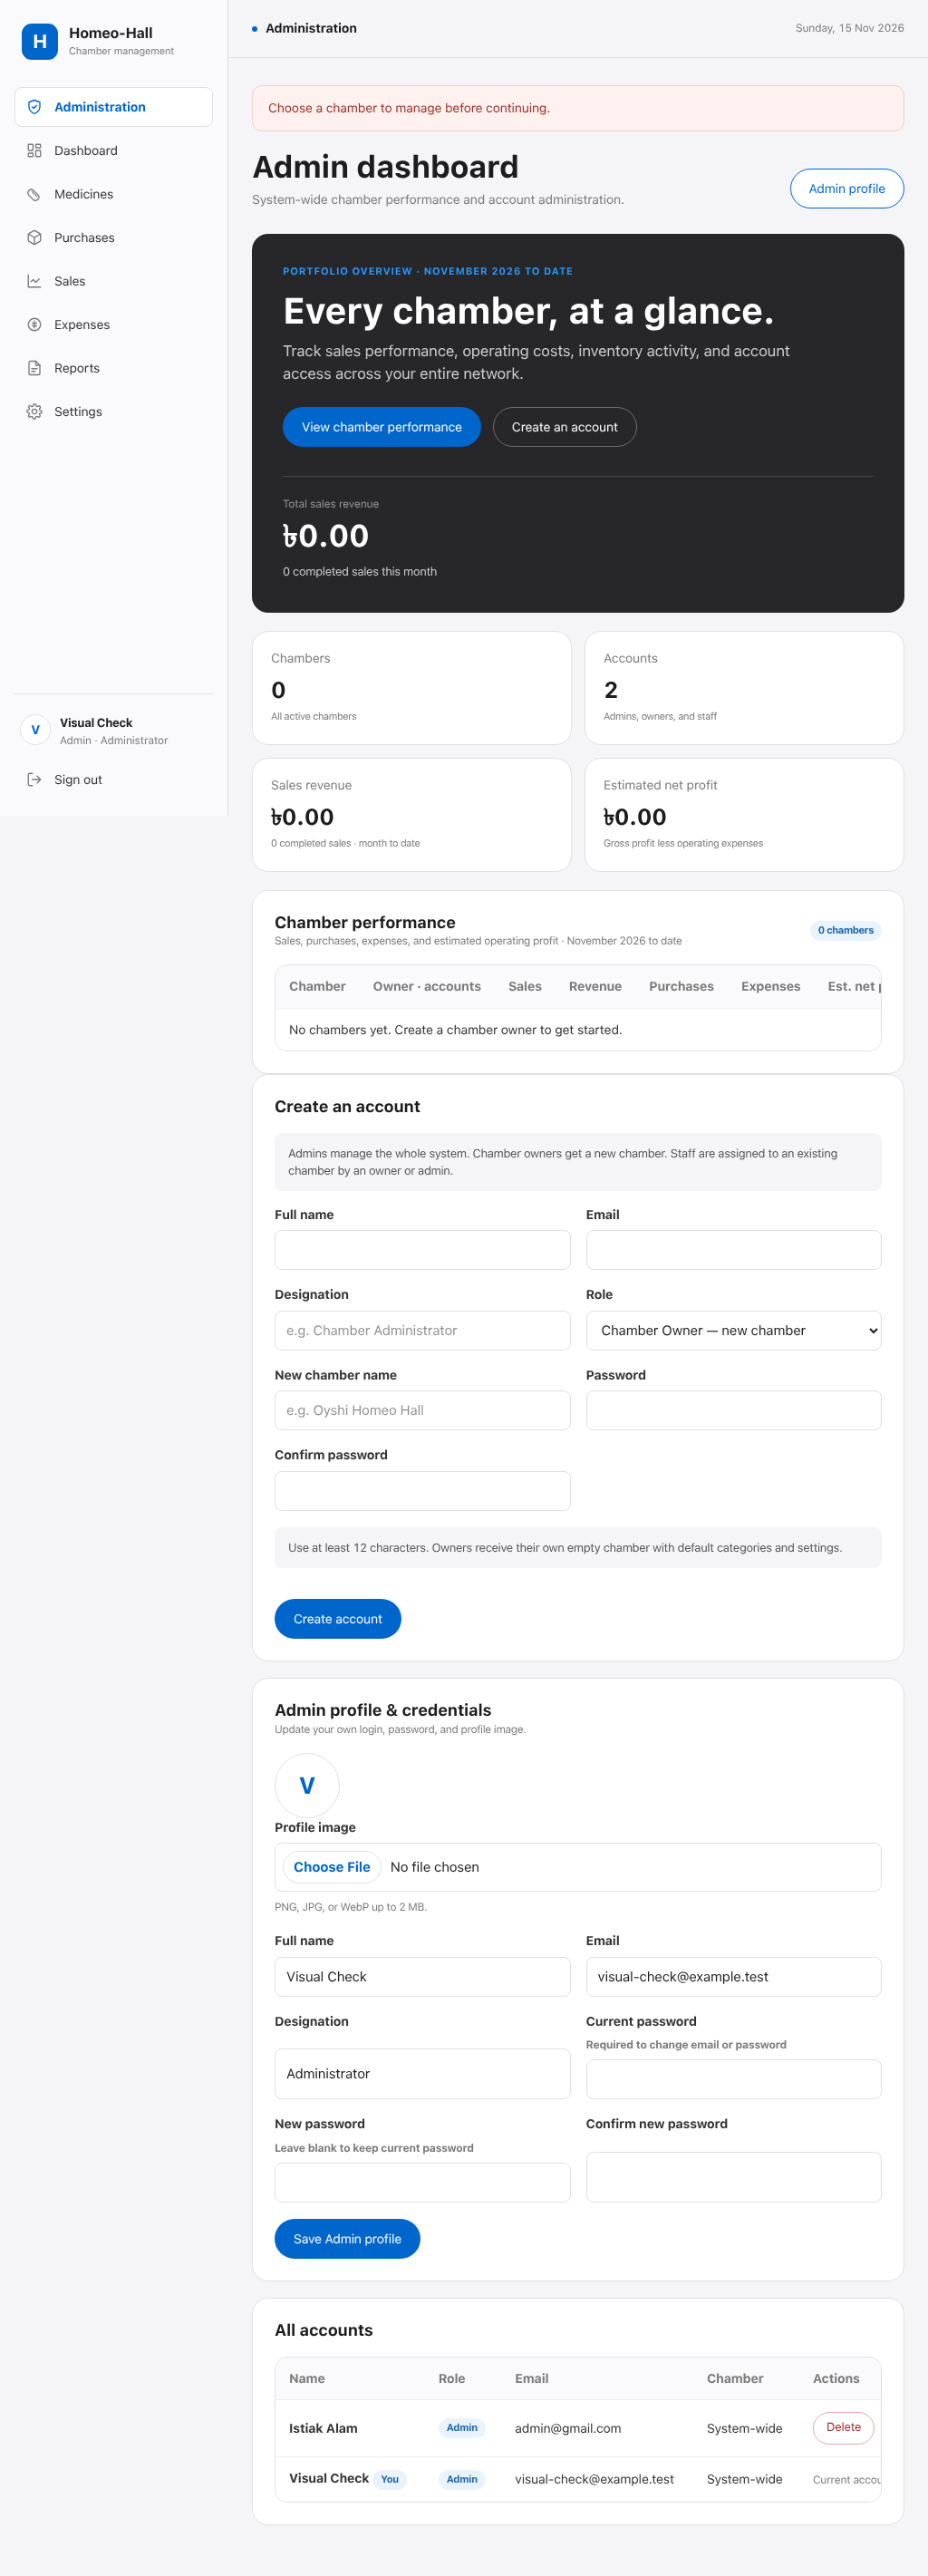 H
Homeo-Hall
Chamber management
Administration
Dashboard
Medicines
Purchases
Sales
Expenses
Reports
Settings
V
Visual Check
Admin · Administrator
Sign out
Administration
Sunday, 15 Nov 2026
Choose a chamber to manage before continuing.
Admin dashboard
System-wide chamber performance and account administration.
Admin profile
PORTFOLIO OVERVIEW · NOVEMBER 2026 TO DATE
Every chamber, at a glance.
Track sales performance, operating costs, inventory activity, and account
access across your entire network.
View chamber performance
Create an account
Total sales revenue
৳0.00
0 completed sales this month
Chambers
0
All active chambers
Accounts
2
Admins, owners, and staff
Sales revenue
৳0.00
0 completed sales · month to date
Estimated net profit
৳0.00
Gross profit less operating expenses
Chamber performance
Sales, purchases, expenses, and estimated operating profit · November 2026 to date
0 chambers
Chamber Owner · accounts Sales Revenue Purchases Expenses Est. net
No chambers yet. Create a chamber owner to get started.
Create an account
Admins manage the whole system. Chamber owners get a new chamber. Staff are assigned to an existing
chamber by an owner or admin.
Full name
Email
Designation
Role
e.g. Chamber Administrator
Chamber Owner — new chamber
New chamber name
Password
e.g. Oyshi Homeo Hall
Confirm password
Use at least 12 characters. Owners receive their own empty chamber with default categories and settings.
Create account
Admin profile & credentials
Update your own login, password, and profile image.
V
Profile image
Choose File No file chosen
PNG, JPG, or WebP up to 2 MB.
Full name
Email
Visual Check
visual-check@example.test
Designation
Current password
Required to change email or password
Administrator
New password
Confirm new password
Leave blank to keep current password
Save Admin profile
All accounts
Name Role Email Chamber Actions
Istiak Alam Admin admin@gmail.com System-wide Delete
Visual Check You Admin visual-check@example.test System-wide Current accou